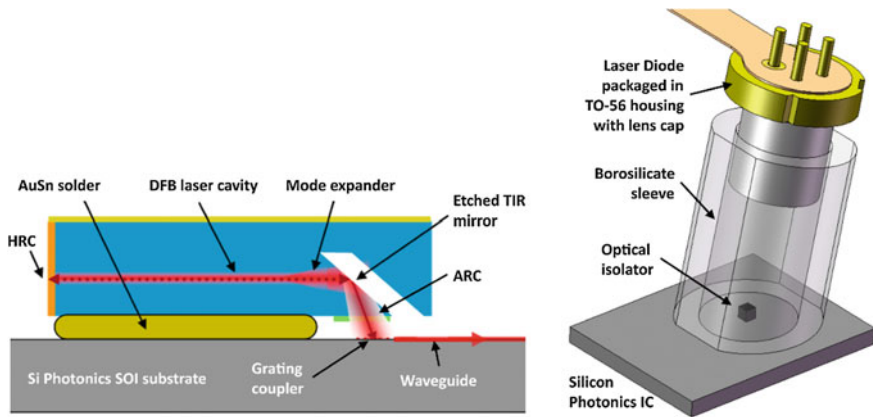 AuSn solder
DFB laser cavity
Mode expander
Etched TIR
mirror
HRC
ARC
Si Photonics SOI substrate
Grating
coupler
Waveguide
Laser Diode
packaged in
TO-56 housing
with lens cap
Borosilicate
sleeve
Optical
isolator
Silicon
Photonics IC